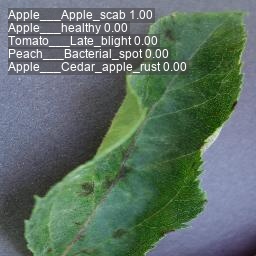 Apple___Apple_scab 1.00
Apple___healthy 0.00
Tomato___Late_blight 0.00
Peach___Bacterial_spot 0.00
Apple___Cedar_apple_rust 0.00